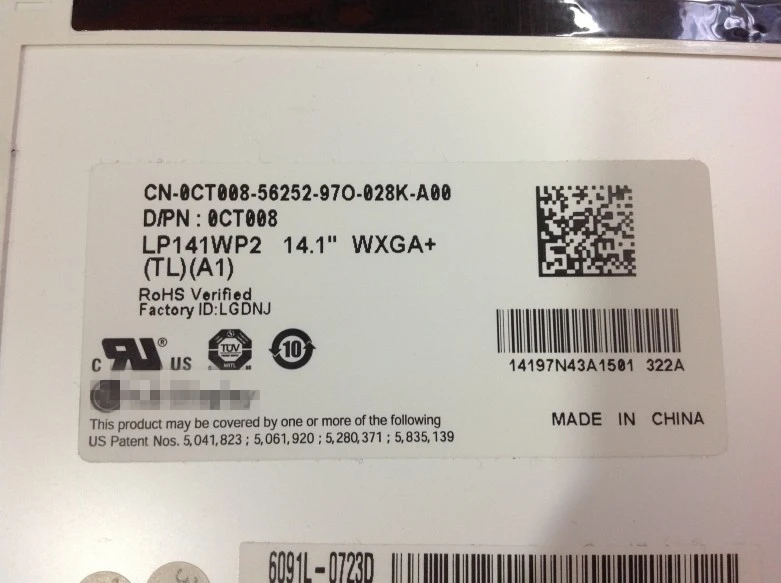 CN-0CT008-56252-97O-028K-A00
D/PN : 0CT008
LP141WP2 14.1" WXGA+
(TL)(A1)
RoHS Verified
Factory ID:LGDNJ
C ® US
TÜV
10
14197N43A1501 322A
MADE IN CHINA
This product may be covered by one or more of the following
US Patent Nos. 5,041,823 ; 5,061,920 ; 5,280,371 ; 5,835,139
6091L-0723D